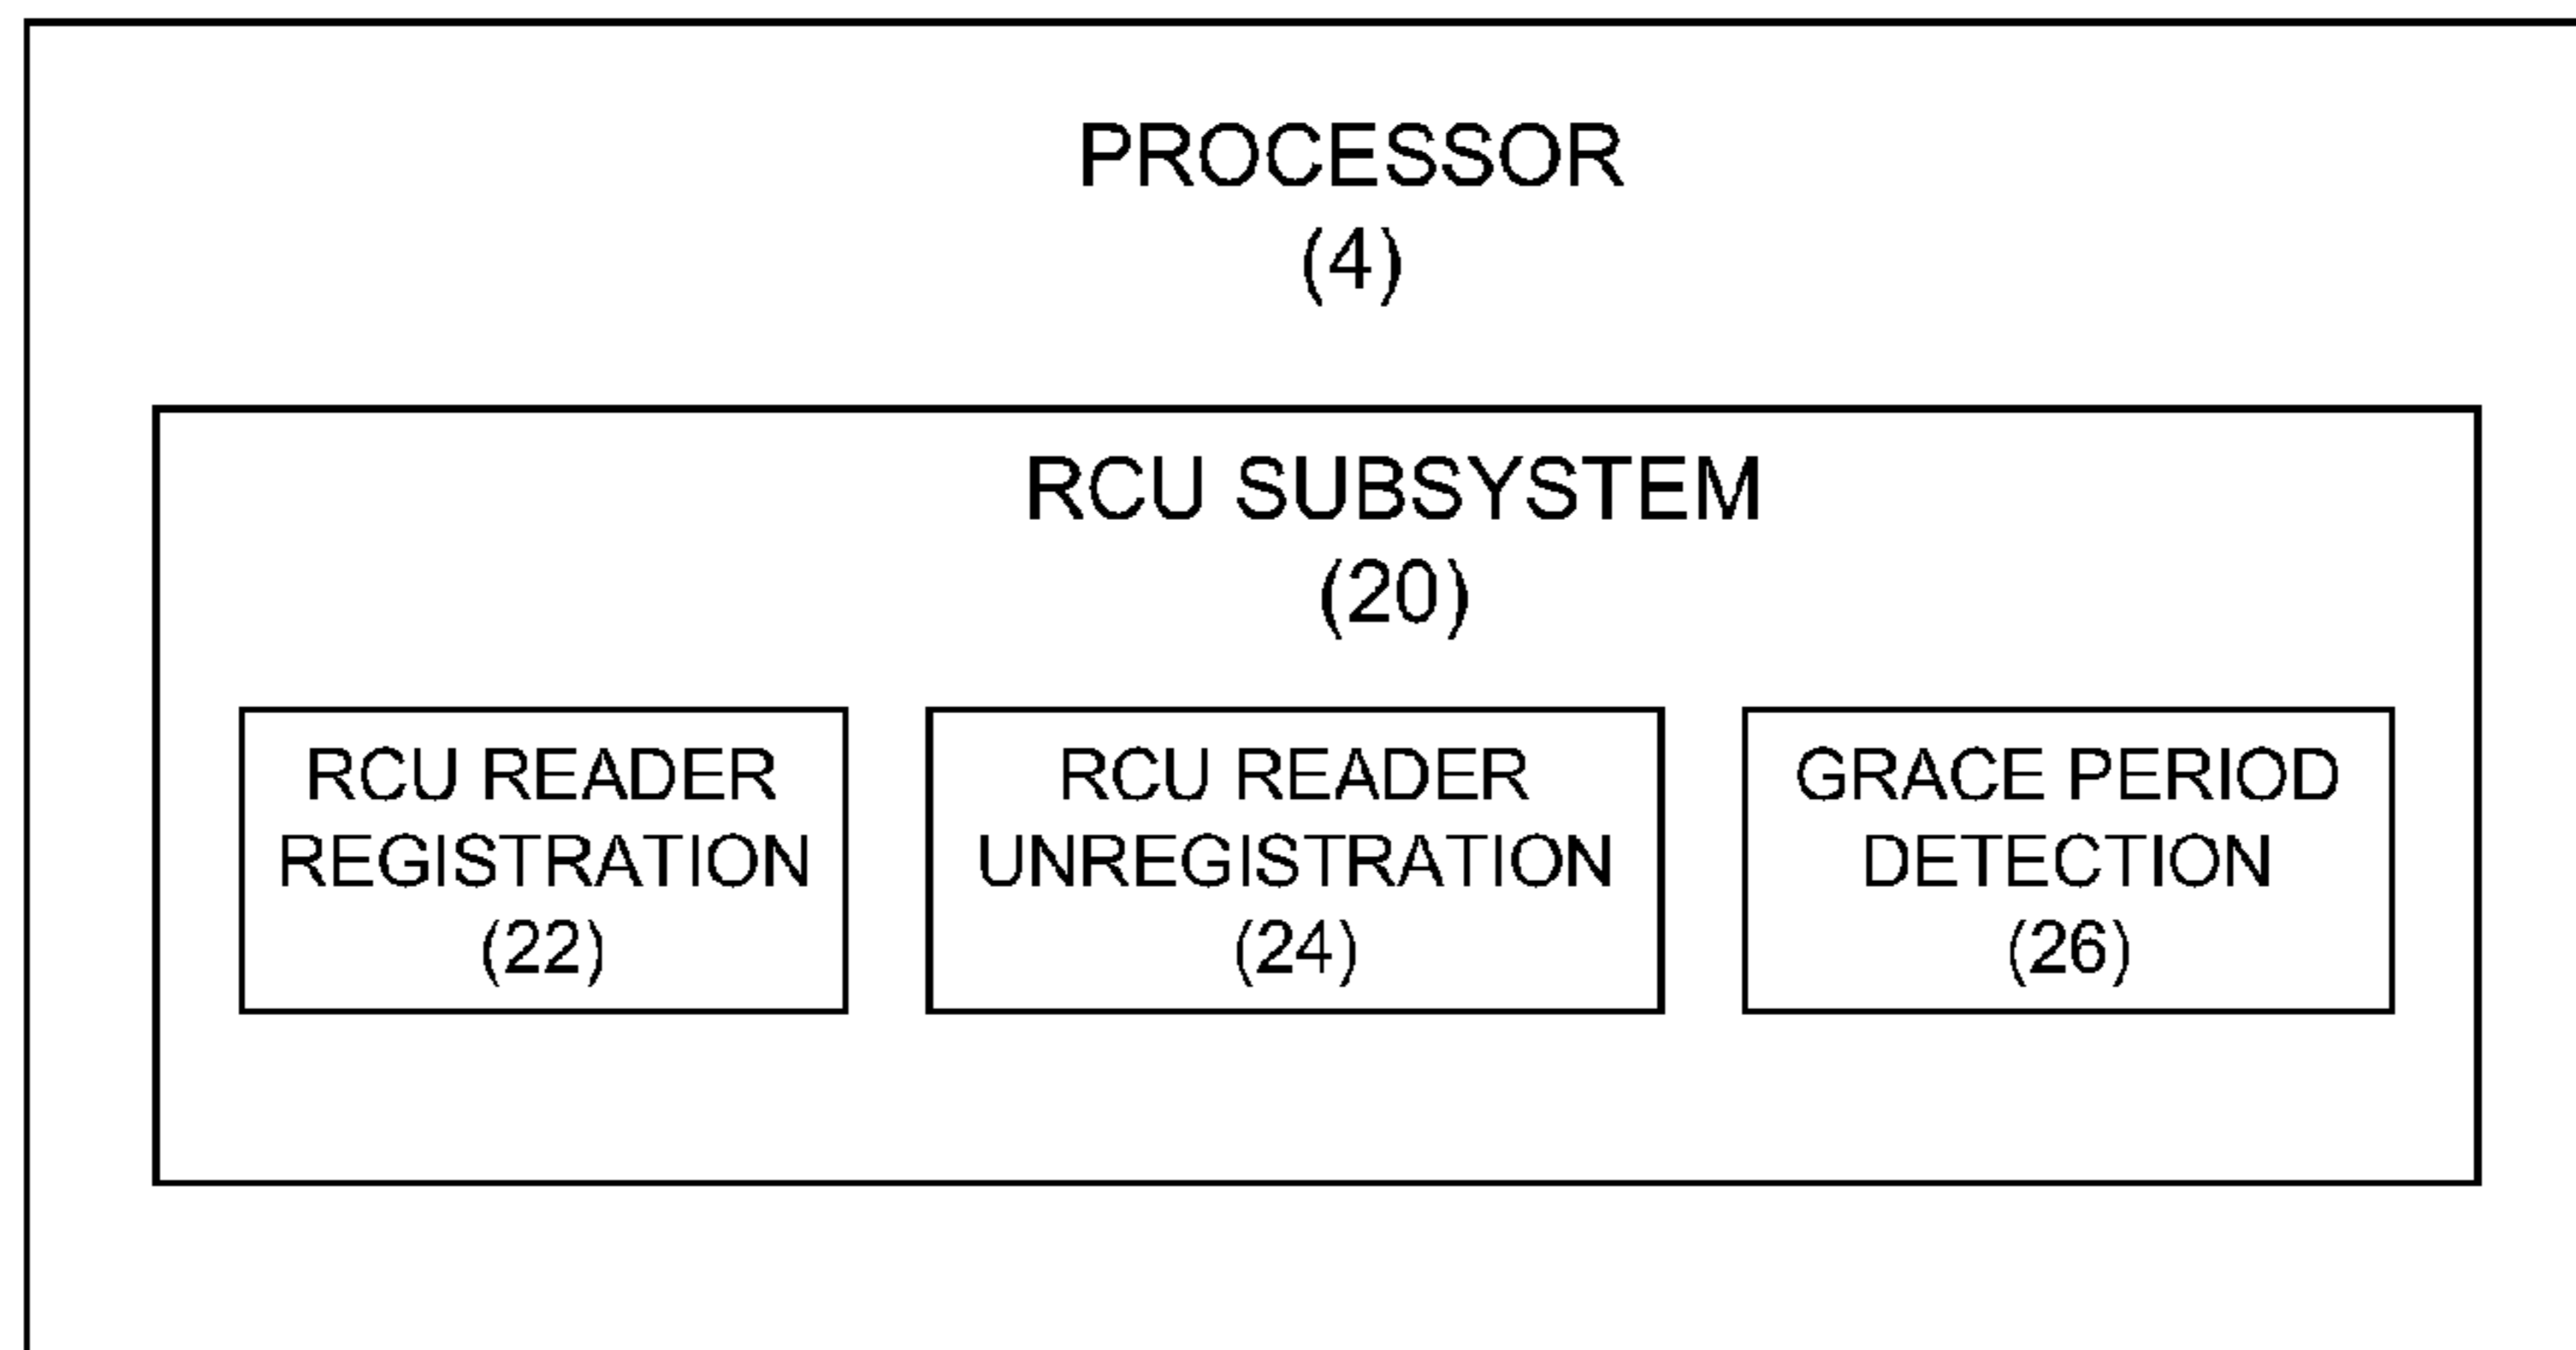 PROCESSOR
(4)
RCU SUBSYSTEM
(20)
RCU READER
REGISTRATION
(22)
RCU READER
UNREGISTRATION
(24)
GRACE PERIOD
DETECTION
(26)